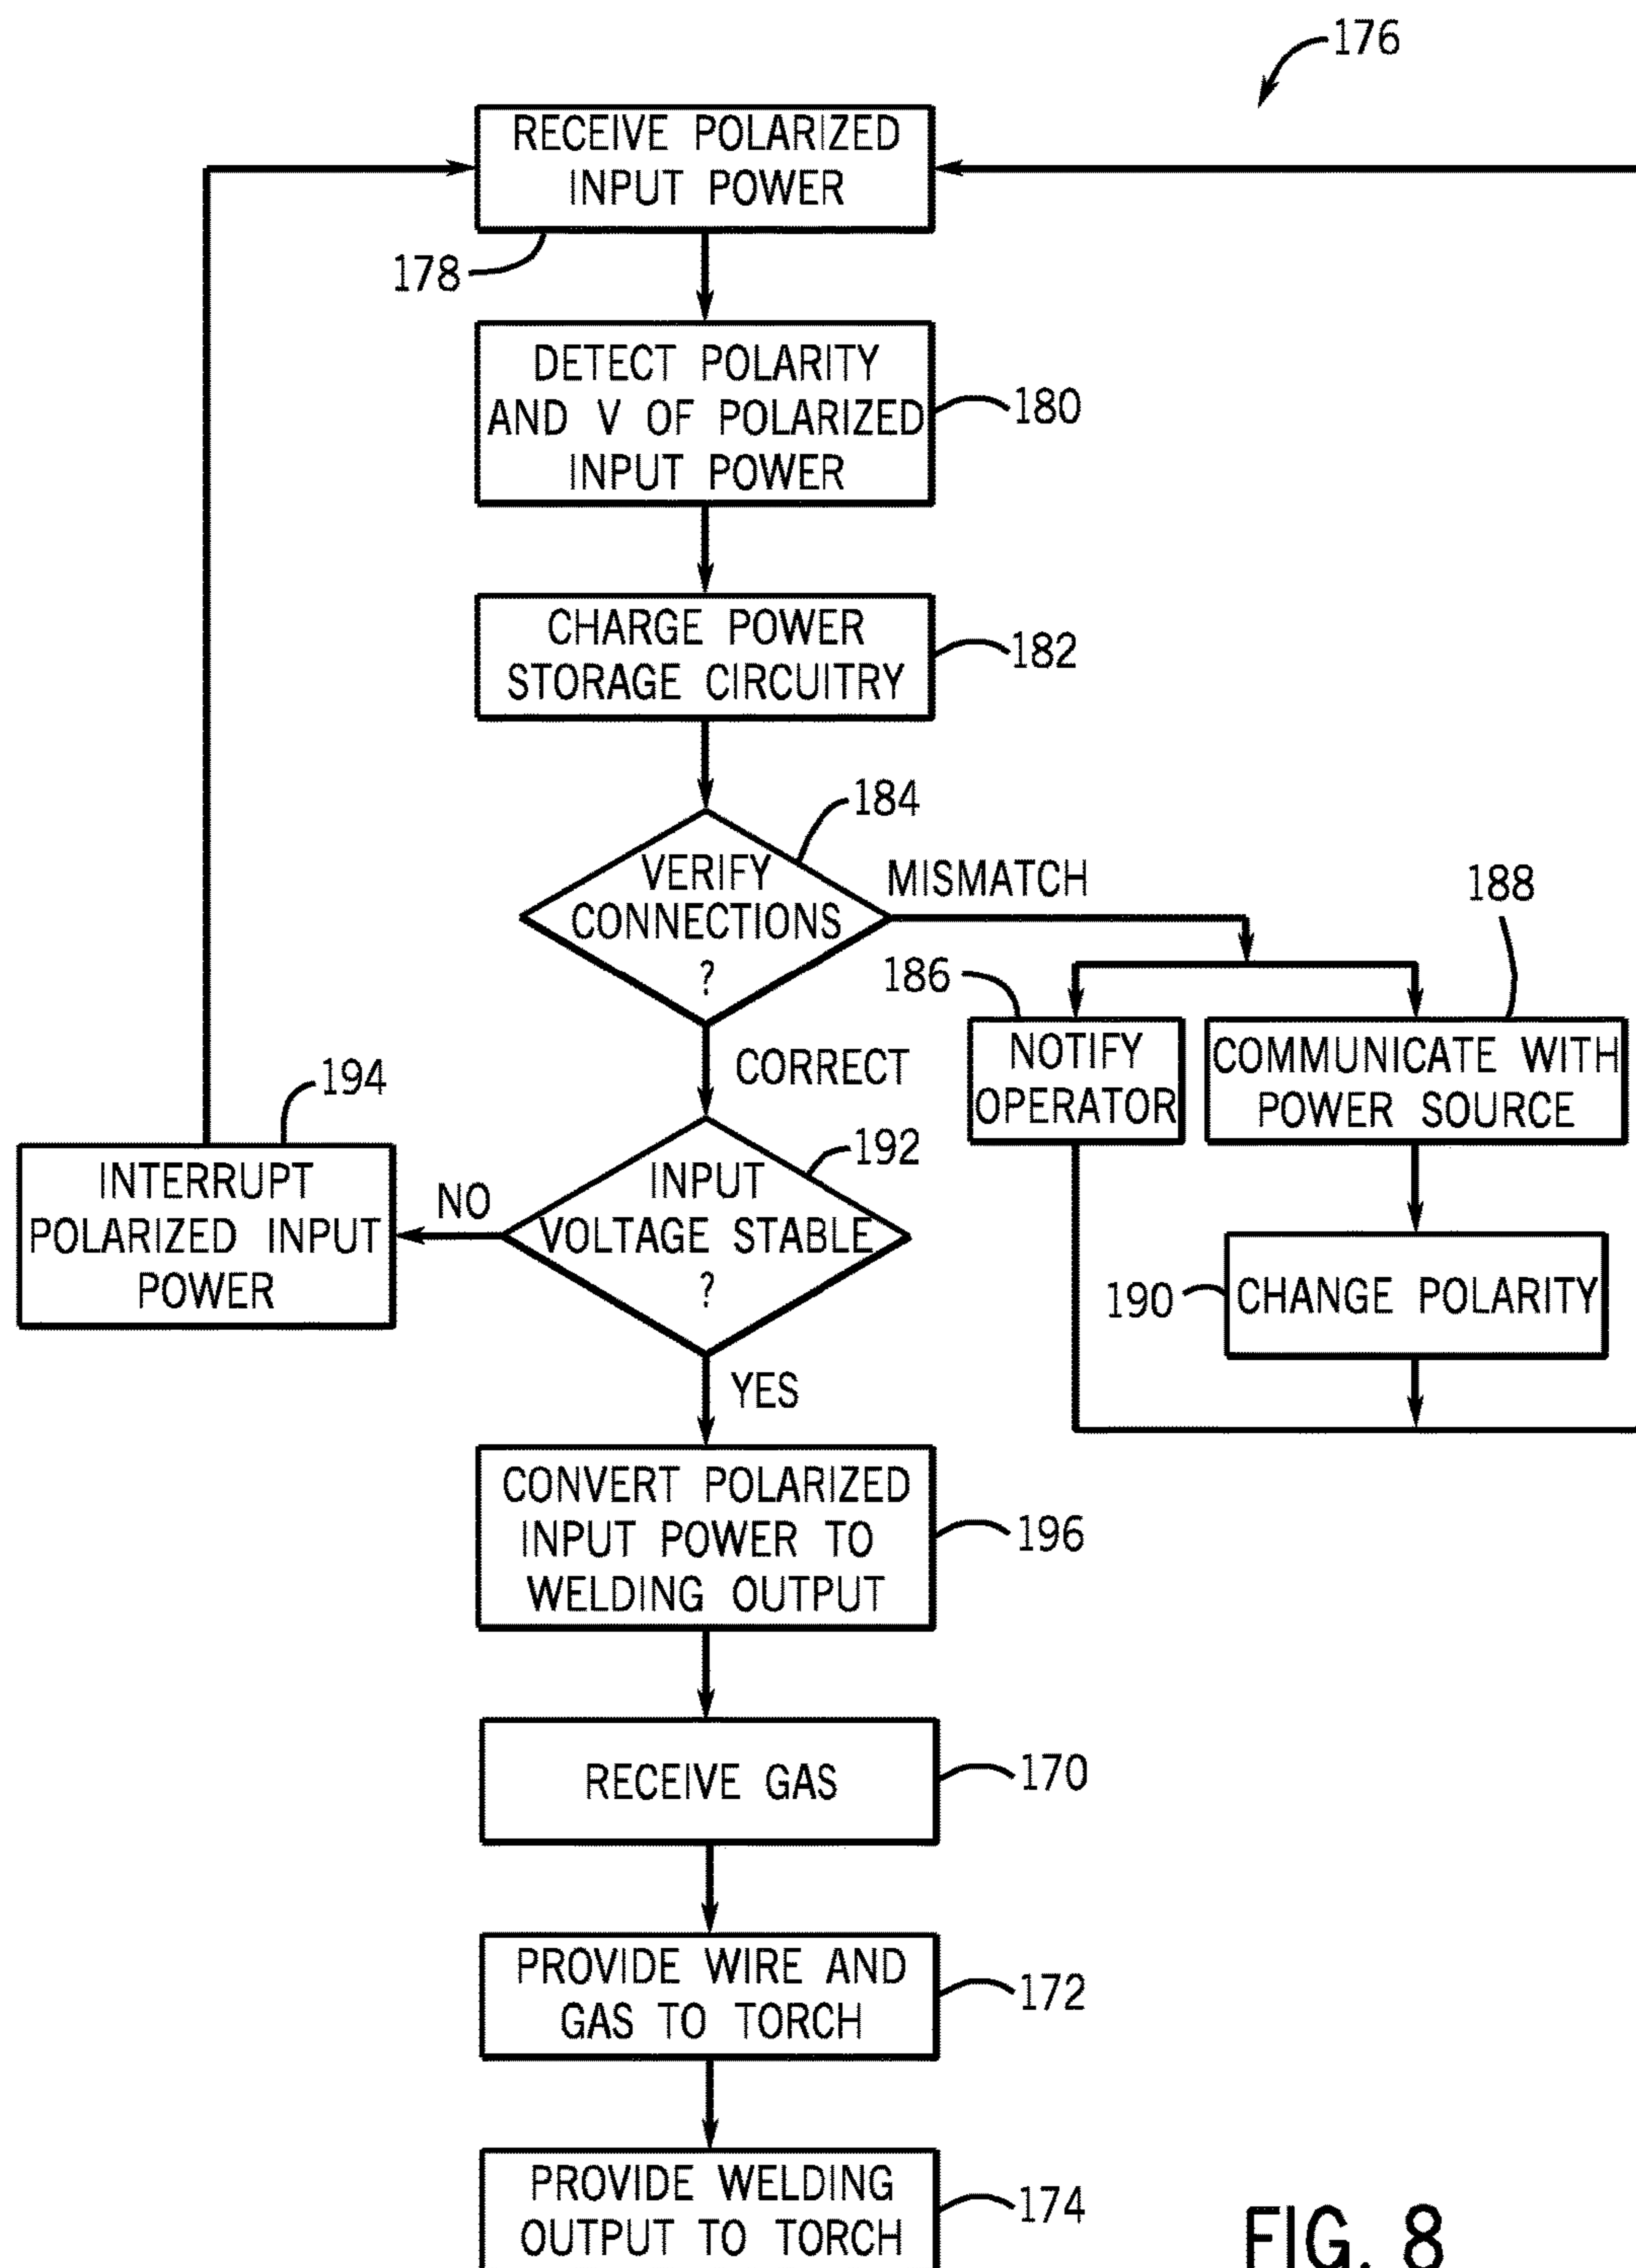 176
RECEIVE POLARIZED
INPUT POWER
178
DETECT POLARITY
AND V OF POLARIZED
INPUT POWER
180
CHARGE POWER
STORAGE CIRCUITRY
182
184
VERIFY
CONNECTIONS
?
MISMATCH
188
186
NOTIFY
OPERATOR
COMMUNICATE WITH
POWER SOURCE
CORRECT
194
192
INTERRUPT
POLARIZED INPUT
POWER
NO
INPUT
VOLTAGE STABLE
?
190
CHANGE POLARITY
YES
CONVERT POLARIZED
INPUT POWER TO
WELDING OUTPUT
196
RECEIVE GAS
170
PROVIDE WIRE AND
GAS TO TORCH
172
PROVIDE WELDING
OUTPUT TO TORCH
174
FIG. 8